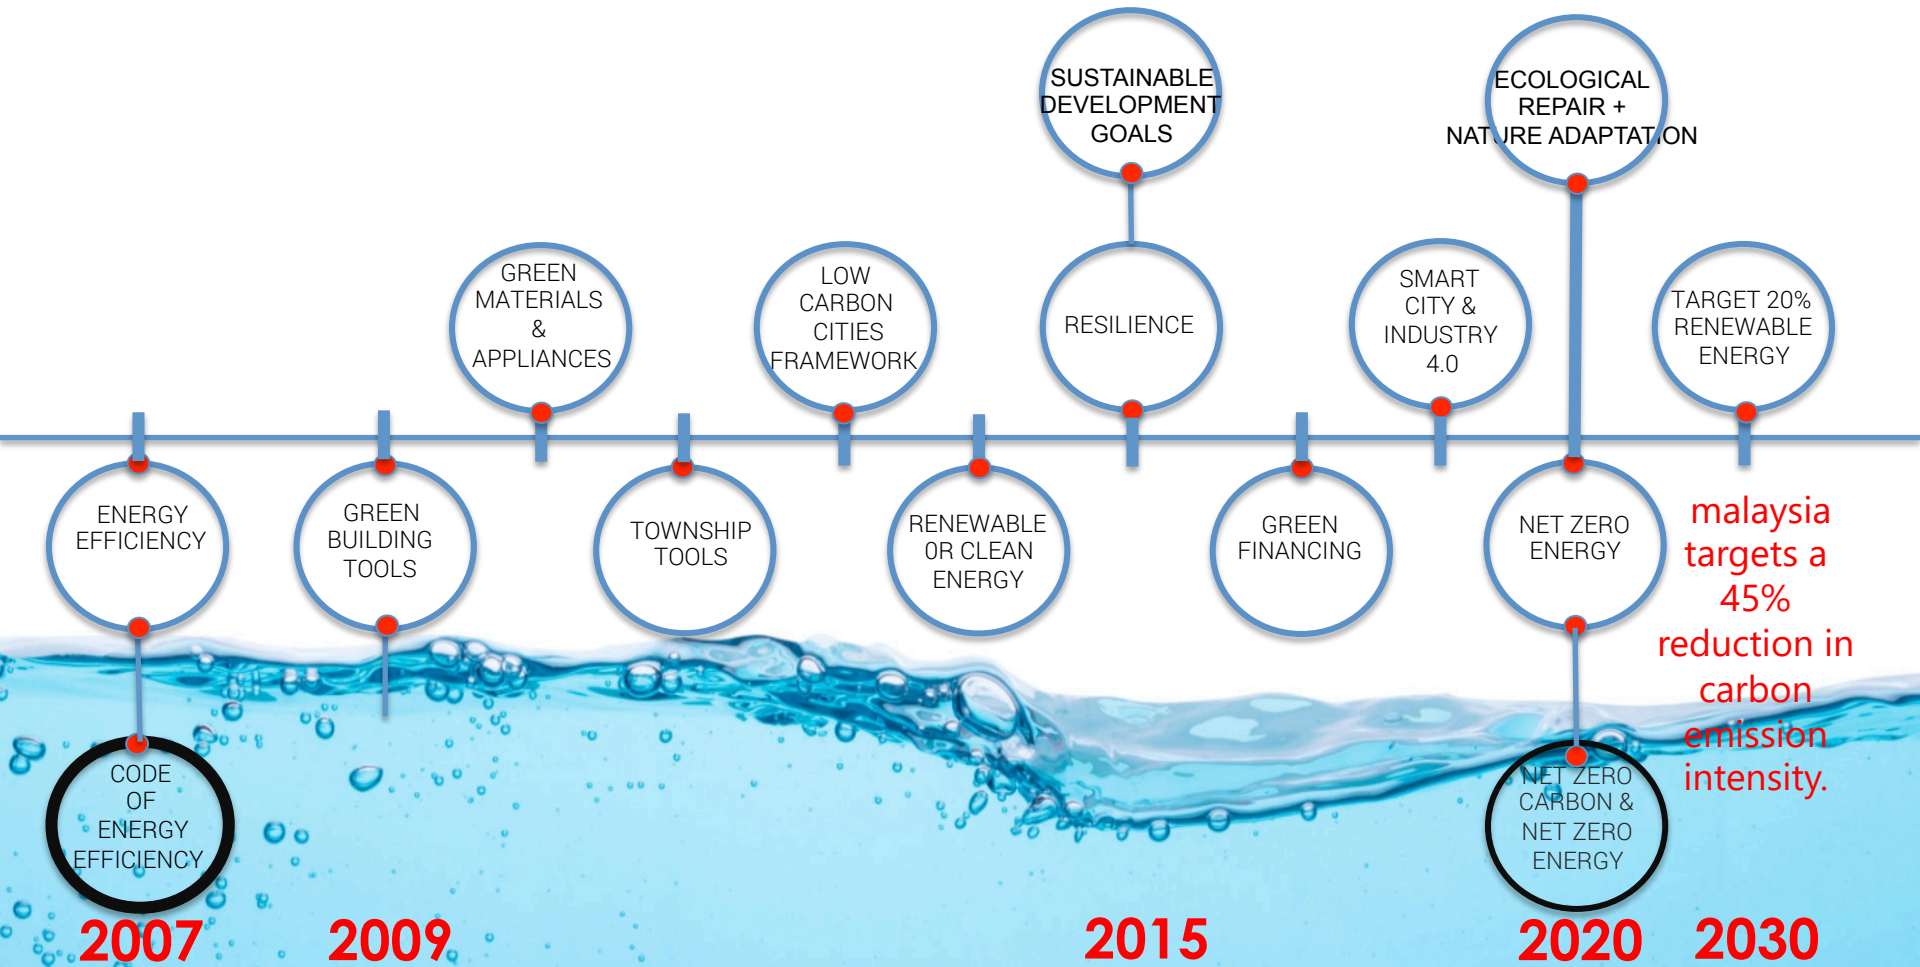 SUSTAINABLE
DEVELOPMENT
GOALS
ECOLOGICAL
REPAIR +
NATURE ADAPTATION
GREEN
MATERIALS
&
APPLIANCES
LOW
CARBON
CITIES
FRAMEWORK
RESILIENCE
SMART
CITY &
INDUSTRY
4.0
TARGET 20%
RENEWABLE
ENERGY
ENERGY
EFFICIENCY
GREEN
BUILDING
TOOLS
TOWNSHIP
TOOLS
RENEWABLE
0R CLEAN
ENERGY
GREEN
FINANCING
NET ZERO
ENERGY
malaysia
targets a
45%
reduction in
carbon
emission
intensity.
CODE
OF
ENERGY
EFFICIENCY
NET ZERO
CARBON &
NET ZERO
ENERGY
2007
2009
2015
2020
2030